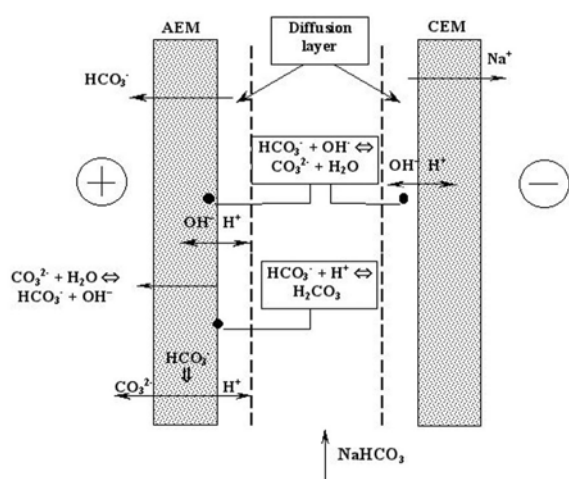 AEM
Diffusion
layer
CEM
HCO₃⁻
Na⁺
HCO₃⁻ + OH⁻ ⇔
CO₃²⁻ + H₂O
OH⁻ H⁺
+
−
OH⁻ H⁺
CO₃²⁻ + H₂O ⇔
HCO₃⁻ + OH⁻
HCO₃⁻ + H⁺ ⇔
H₂CO₃
HCO₃⁻
⇓
CO₃²⁻ H⁺
NaHCO₃